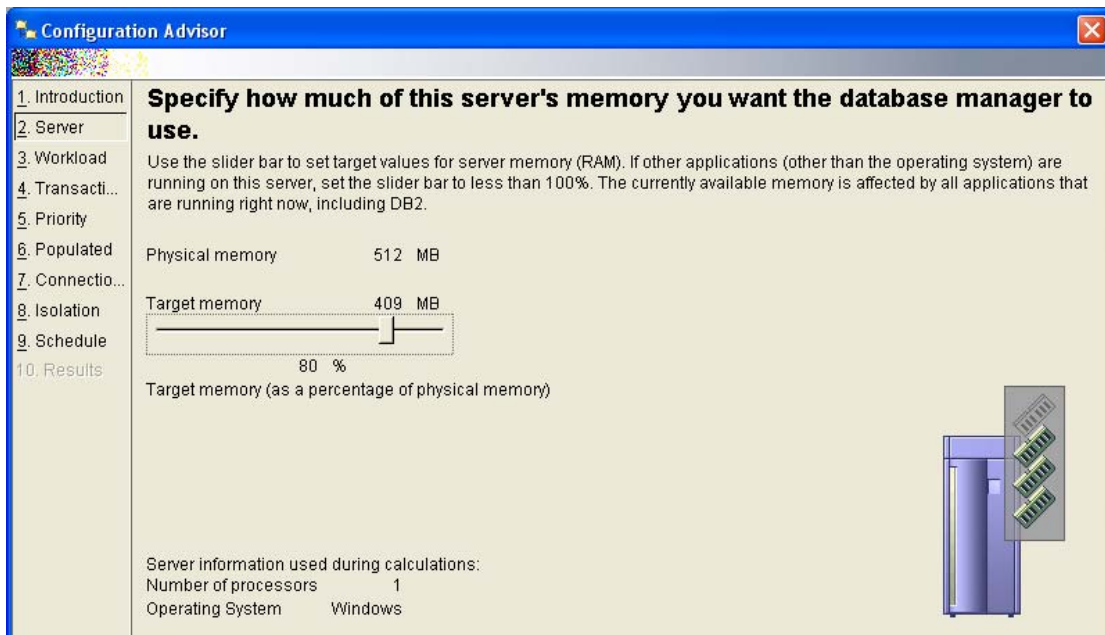 Configuration Advisor
1. Introduction
2. Server
3. Workload
4. Transacti...
5. Priority
6. Populated
7. Connectio...
8. Isolation
9. Schedule
10. Results
Specify how much of this server's memory you want the database manager to
use.
Use the slider bar to set target values for server memory (RAM). If other applications (other than the operating system) are
running on this server, set the slider bar to less than 100%. The currently available memory is affected by all applications that
are running right now, including DB2.
Physical memory 512 MB
Target memory 409 MB
80 %
Target memory (as a percentage of physical memory)
Server information used during calculations:
Number of processors 1
Operating System Windows